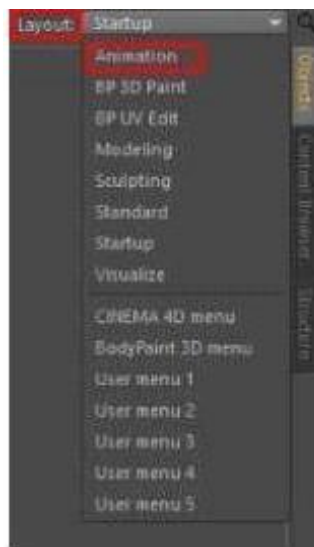 Layout: Startup
Animation
BP 3D Paint
BP UV Edit
Modeling
Sculpting
Standard
Startup
Visualize
CINEMA 4D menu
BodyPaint 3D menu
User menu 1
User menu 2
User menu 3
User menu 4
User menu 5
Objects
Content Browser
Structure